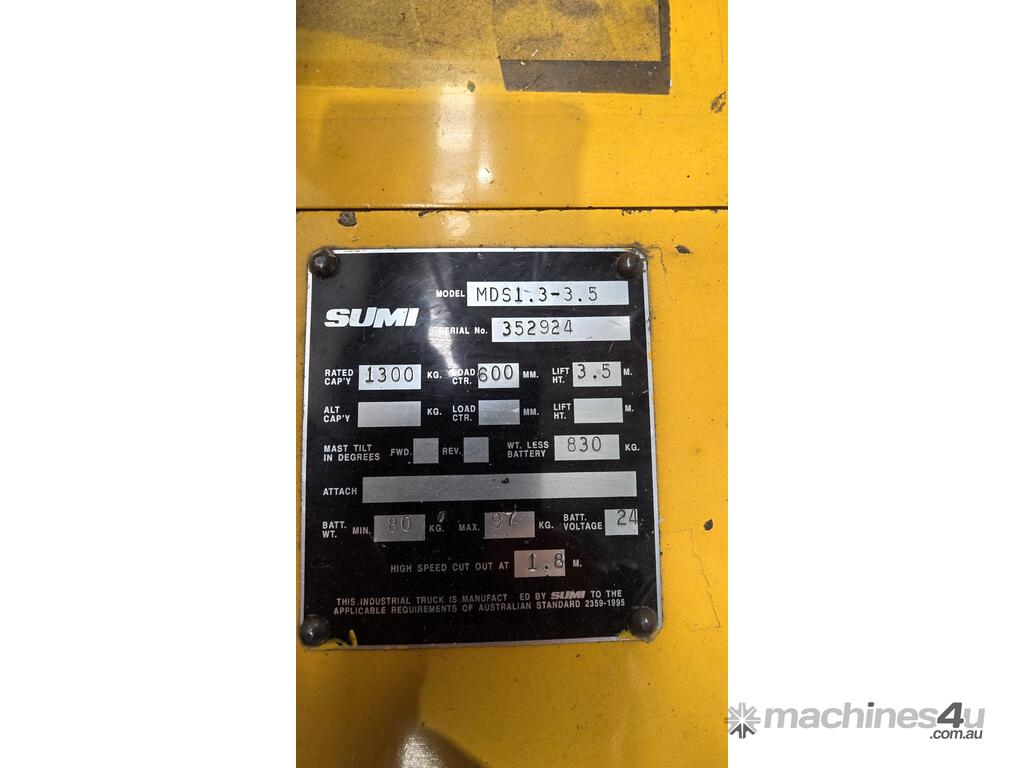 MODEL MDS1.3-3.5
SUMI
SERIAL No. 352924
RATED CAP'Y 1300 KG. LOAD CTR. 600 MM. LIFT HT. 3.5 M.
ALT CAP'Y KG. LOAD CTR. MM. LIFT HT. M.
MAST TILT IN DEGREES FWD. REV. WT. LESS BATTERY 830 KG.
ATTACH
BATT. WT. MIN. 80 KG. MAX. 97 KG. BATT. VOLTAGE 24
HIGH SPEED CUT OUT AT 1.8 M.
THIS INDUSTRIAL TRUCK IS MANUFACT ED BY SUMI TO THE
APPLICABLE REQUIREMENTS OF AUSTRALIAN STANDARD 2359-1995
machines4u
.com.au